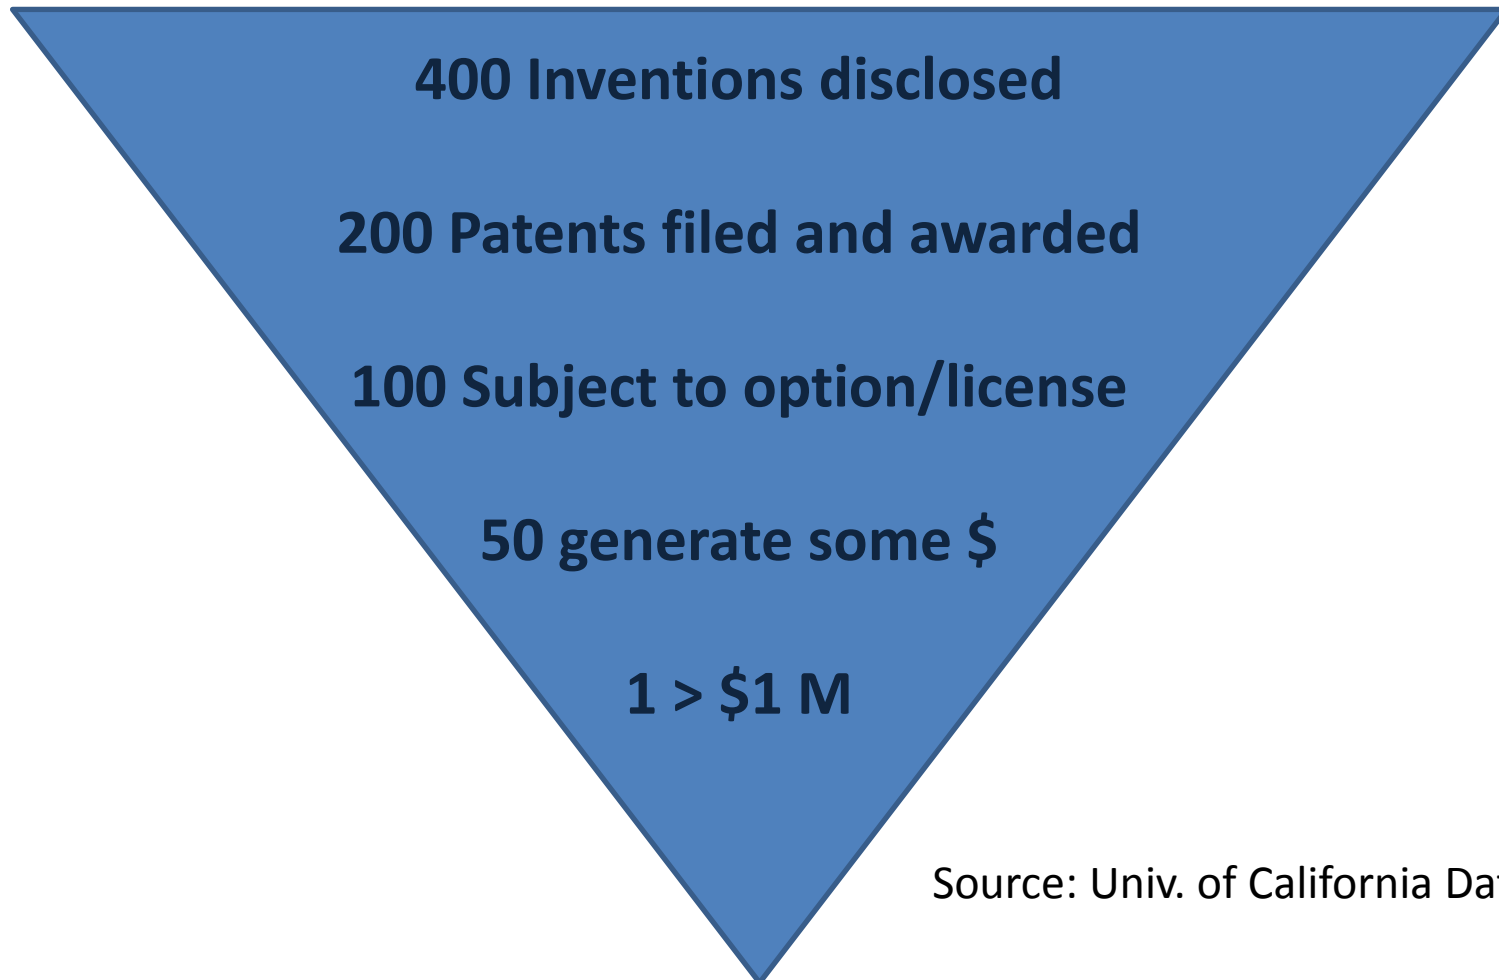 400 Inventions disclosed
200 Patents filed and awarded
100 Subject to option/license
50 generate some $
1 > $1 M
Source: Univ. of California